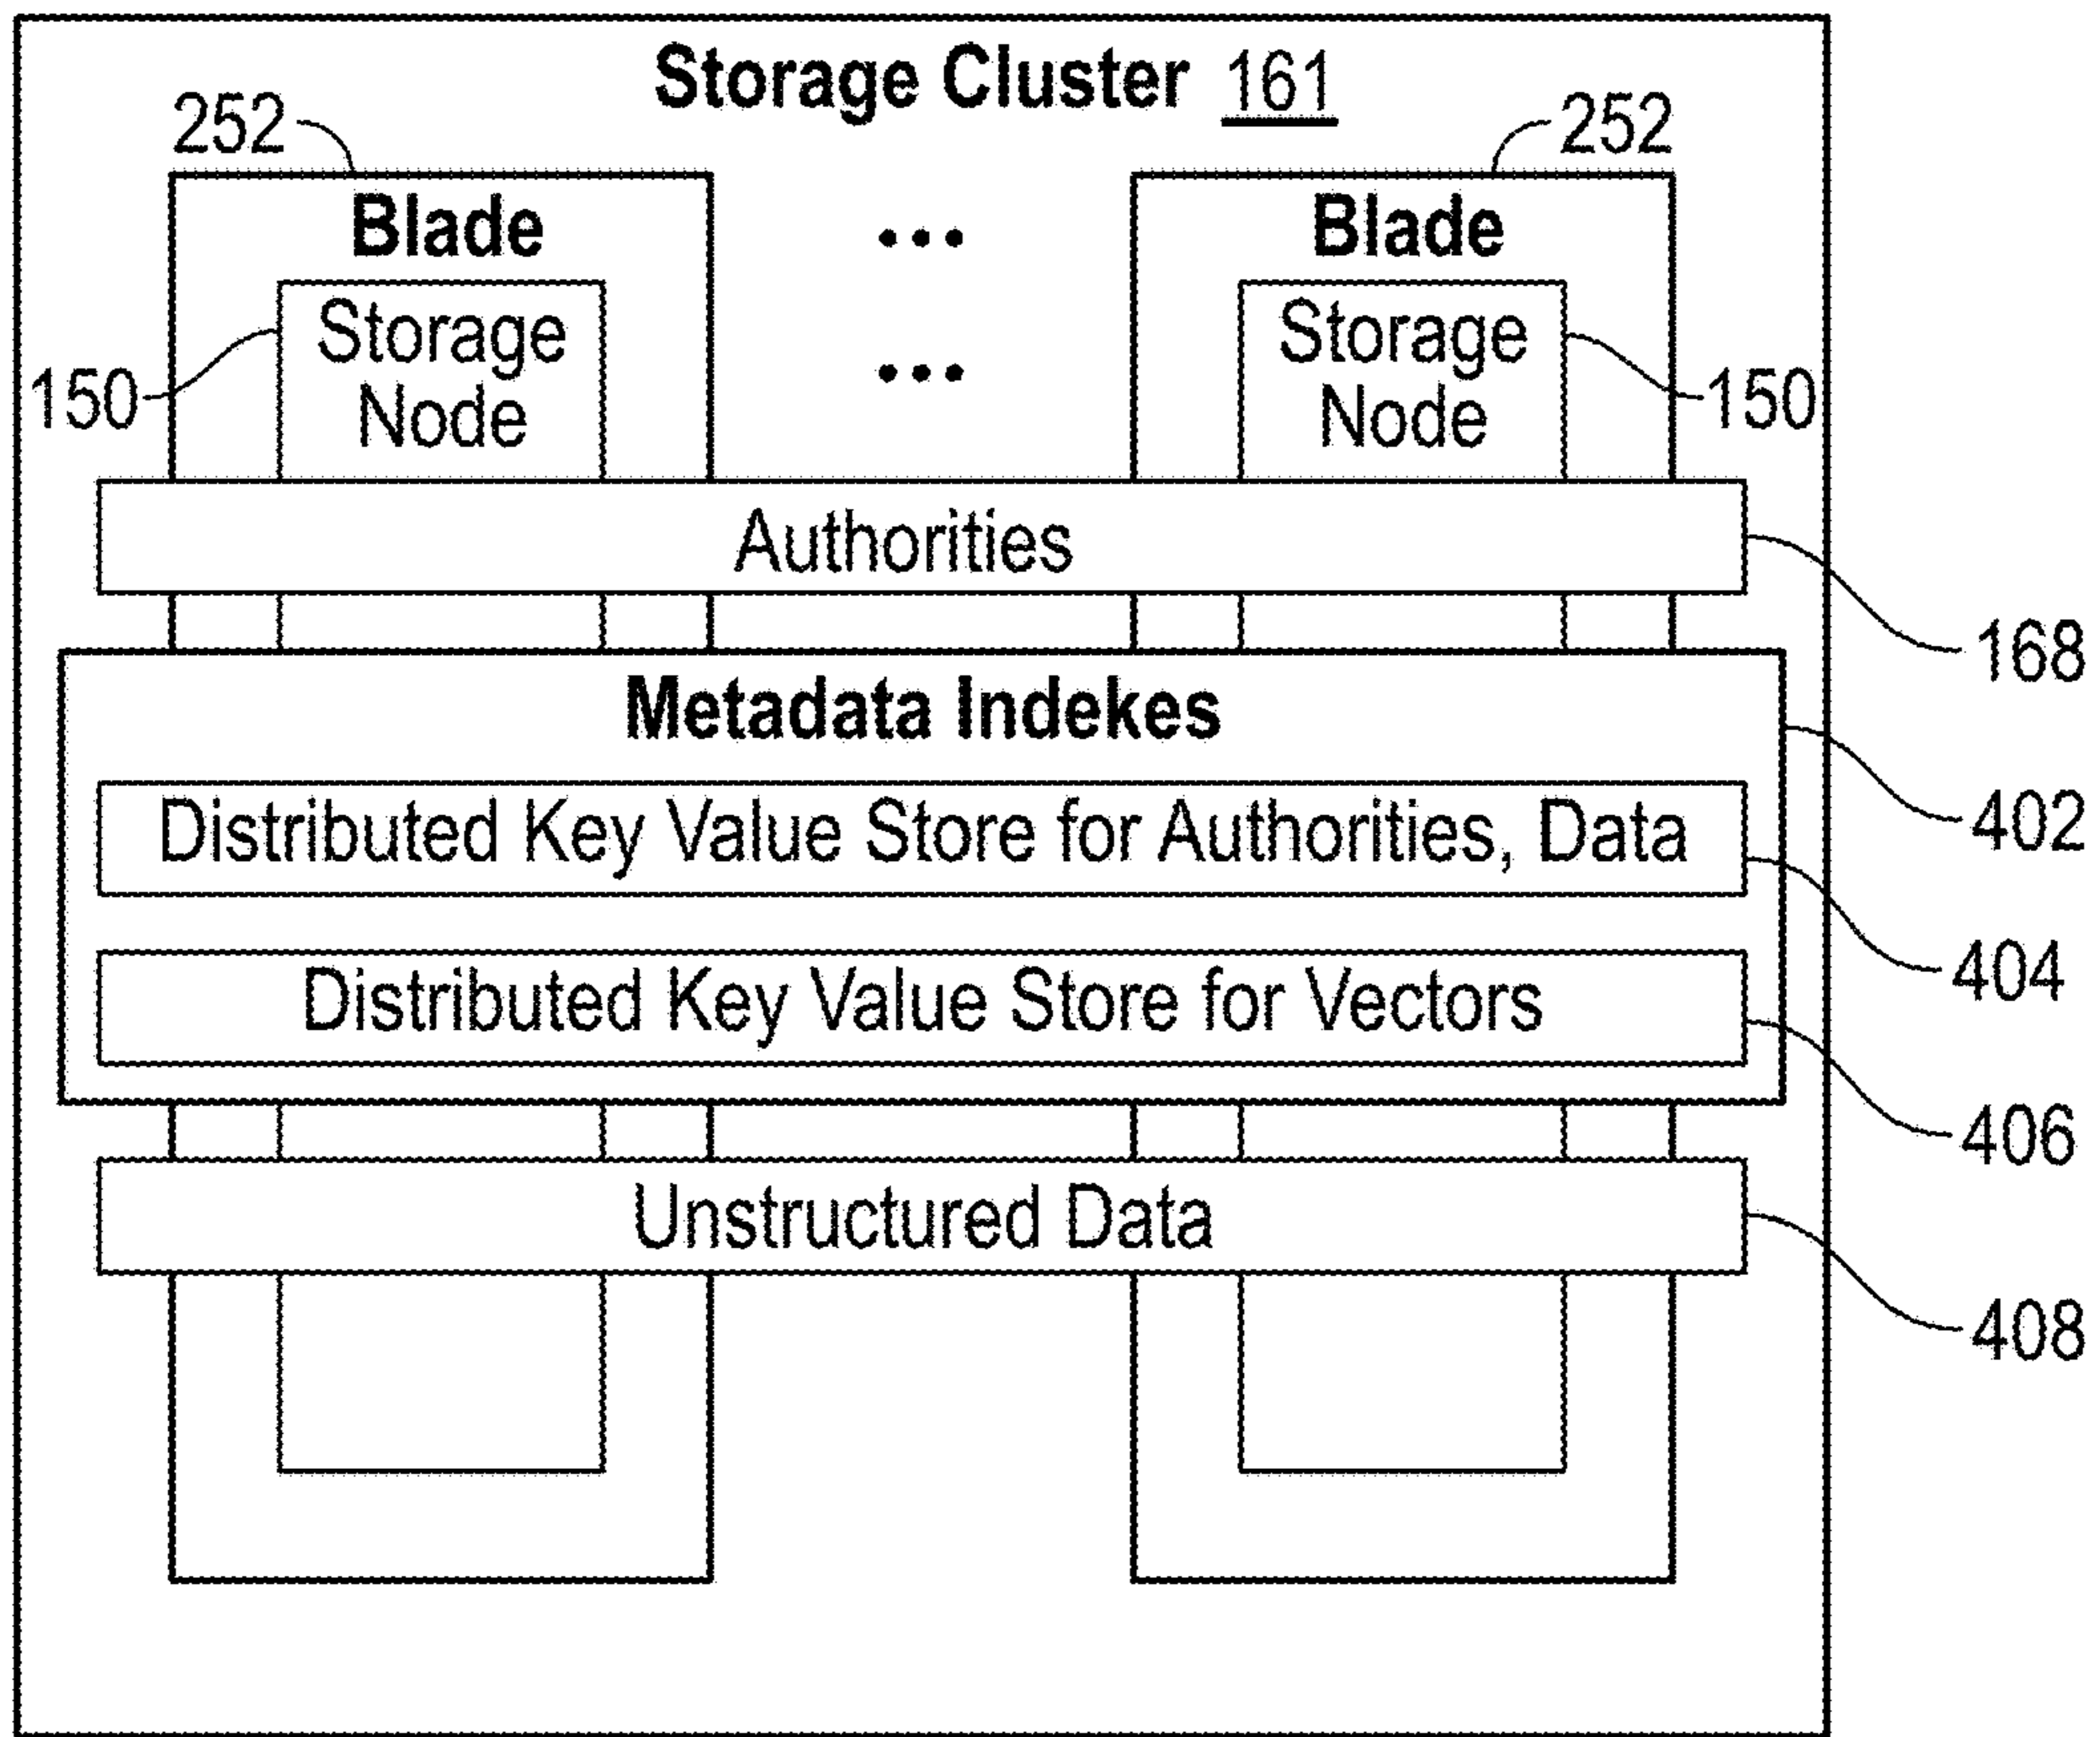 Storage Cluster 161
252
252
Blade
...
Blade
Storage
Node
...
Storage
Node
150
150
Authorities
168
Metadata Indekes
402
Distributed Key Value Store for Authorities, Data
404
Distributed Key Value Store for Vectors
406
Unstructured Data
408